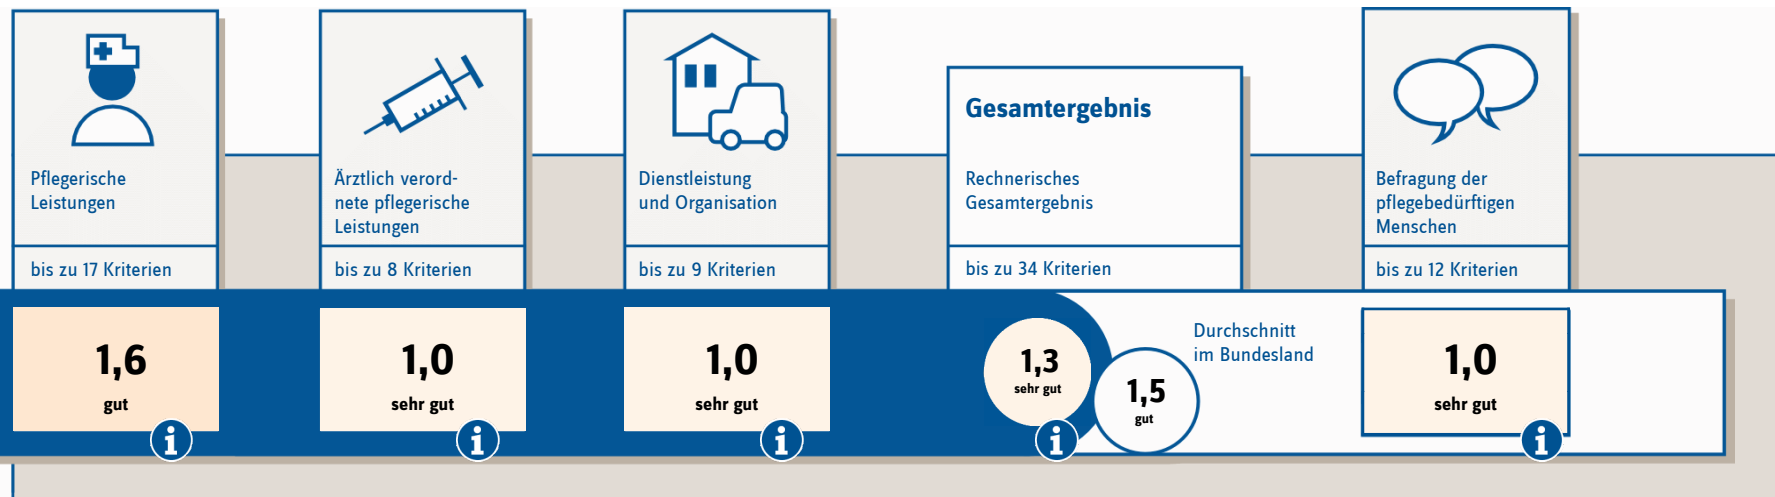 Pflegerische
Leistungen
bis zu 17 Kriterien
1,6
gut
Ärztlich verord-
nete pflegerische
Leistungen
bis zu 8 Kriterien
1,0
sehr gut
Dienstleistung
und Organisation
bis zu 9 Kriterien
1,0
sehr gut
Gesamtergebnis
Rechnerisches
Gesamtergebnis
bis zu 34 Kriterien
1,3
sehr gut
1,5
gut
Durchschnitt
im Bundesland
Befragung der
pflegebedürftigen
Menschen
bis zu 12 Kriterien
1,0
sehr gut